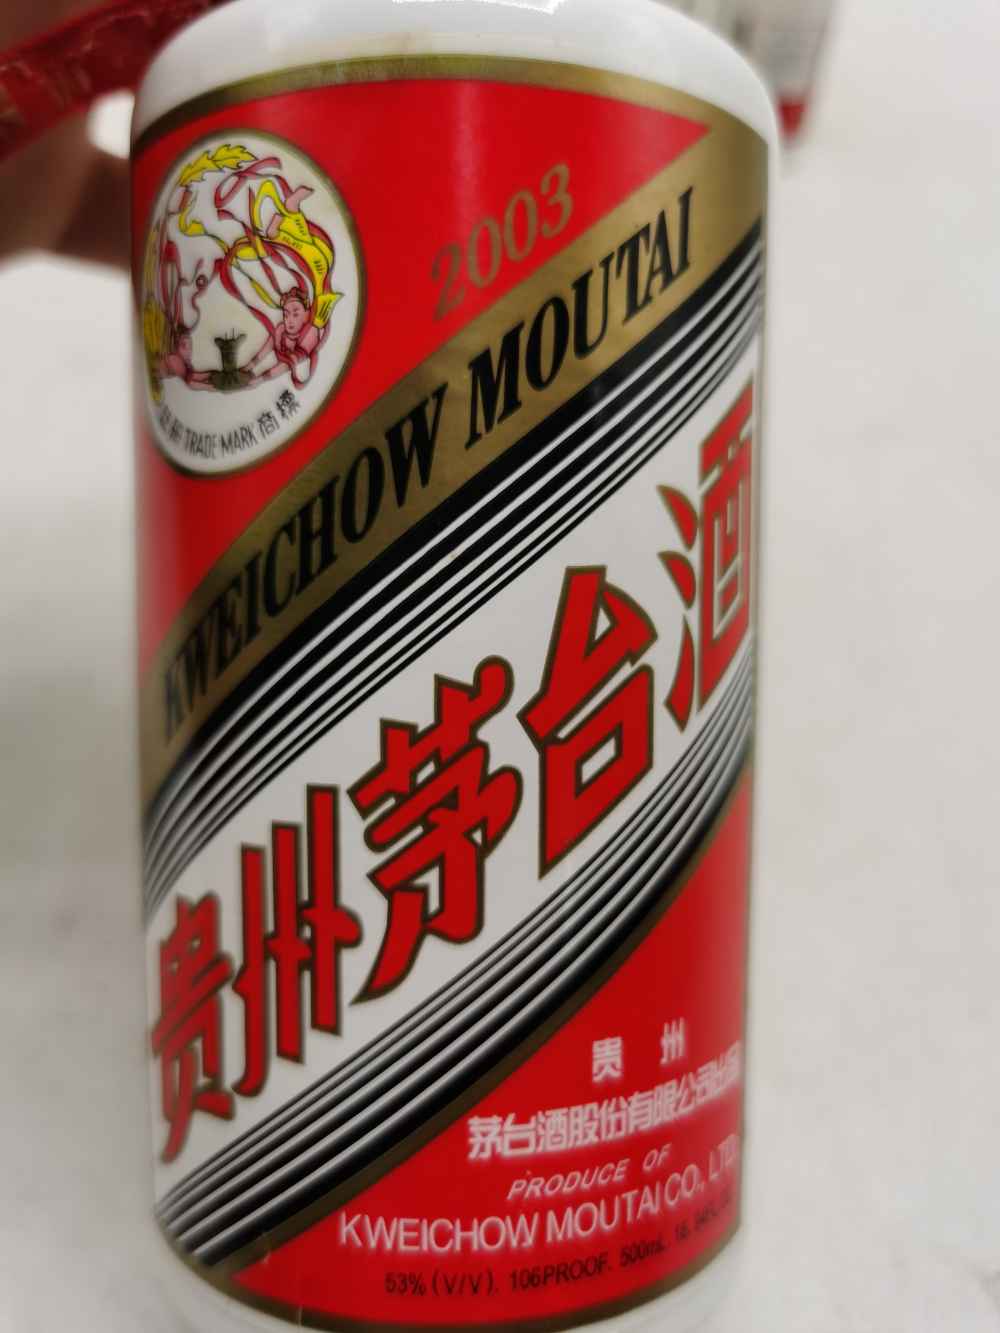 2003
TRADE MARK 商標
KWEICHOW MOUTAI
贵州茅台酒
贵州
茅台酒股份有限公司出品
PRODUCE OF
KWEICHOW MOUTAI CO., LTD.
53% (V/V). 106PROOF. 500mL.